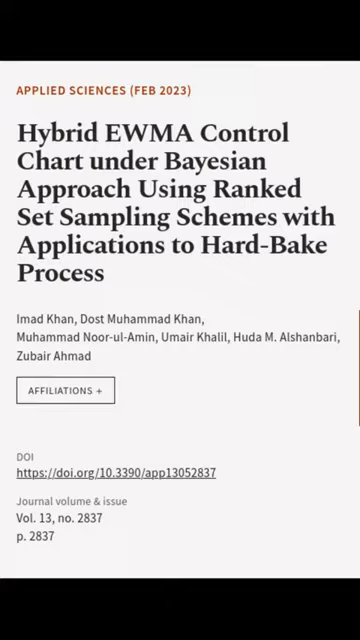 APPLIED SCIENCES (FEB 2023)
Hybrid EWMA Control
Chart under Bayesian
Approach Using Ranked
Set Sampling Schemes with
Applications to Hard-Bake
Process
Imad Khan, Dost Muhammad Khan,
Muhammad Noor-ul-Amin, Umair Khalil, Huda M. Alshanbari,
Zubair Ahmad
AFFILIATIONS +
DOI
https://doi.org/10.3390/app13052837
Journal volume & issue
Vol. 13, no. 2837
p. 2837